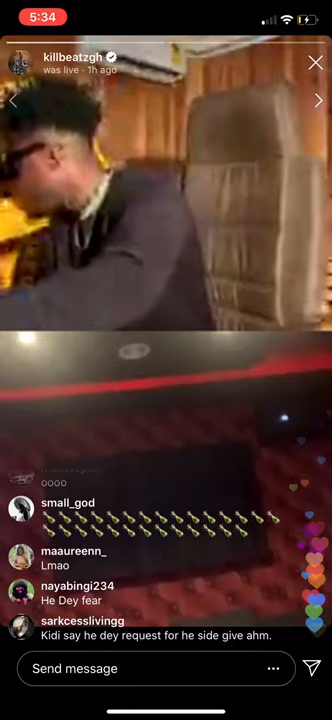 5:34
killbeatzgh
was live · 1h ago
oooo
small_god
🍾🍾🍾🍾🍾🍾🍾🍾🍾🍾🍾🍾🍾🍾🍾
🍾🍾🍾🍾🍾🍾🍾🍾🍾🍾🍾🍾🍾
maaureenn_
Lmao
nayabingi234
He Dey fear
sarkcesslivingg
Kidi say he dey request for he side give ahm.
Send message